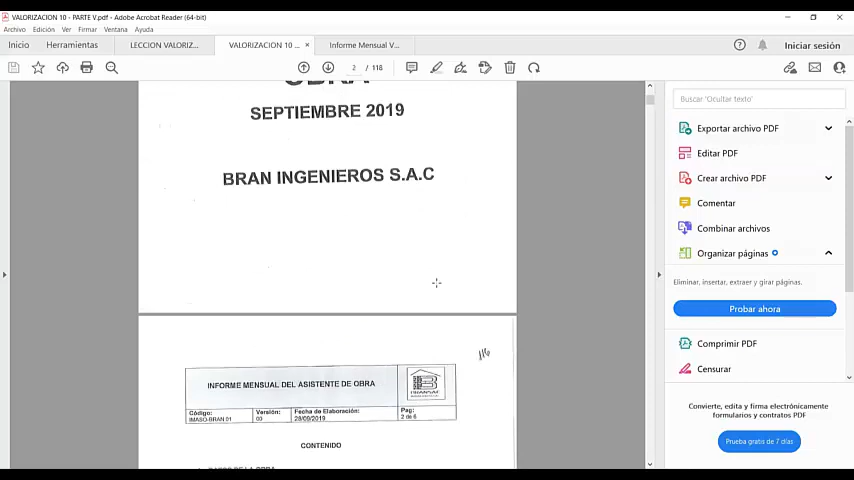 VALORIZACION 10 - PARTE V.pdf - Adobe Acrobat Reader (64-bit)
Archivo Edición Ver Firmar Ventana Ayuda
Inicio Herramientas LECCION VALORIZ... VALORIZACION 10 ... × Informe Mensual V... Iniciar sesión
2 / 118
OBRA
SEPTIEMBRE 2019
BRAN INGENIEROS S.A.C
INFORME MENSUAL DEL ASISTENTE DE OBRA
Código: Versión: Fecha de Elaboración: Pag:
IMASO-BRAN 01 00 28/09/2019 2 de 6
CONTENIDO
Buscar 'Ocultar texto'
Exportar archivo PDF
Editar PDF
Crear archivo PDF
Comentar
Combinar archivos
Organizar páginas
Eliminar, insertar, extraer y girar páginas.
Probar ahora
Comprimir PDF
Censurar
Convierte, edita y firma electrónicamente
formularios y contratos PDF
Prueba gratis de 7 días